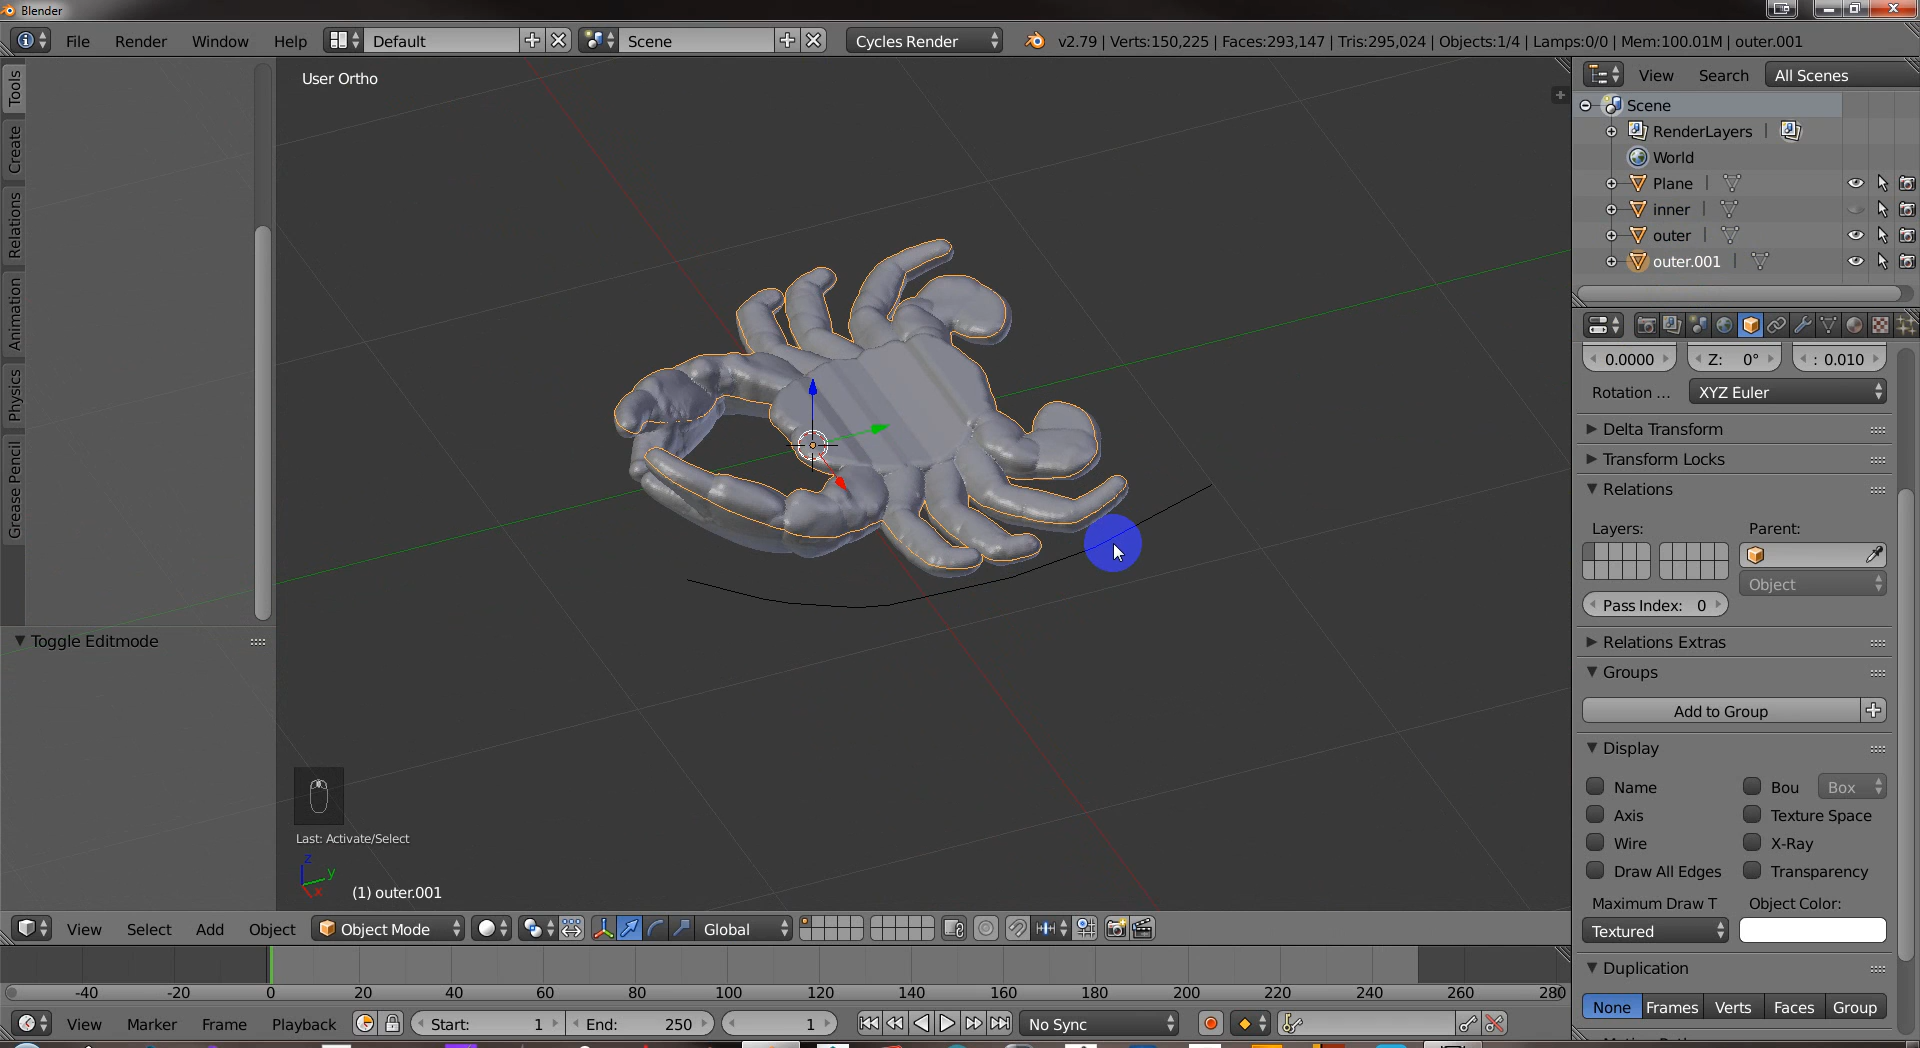 Blender
File Render Window Help Default Scene Cycles Render v2.79 | Verts:150,225 | Faces:293,147 | Tris:295,024 | Objects:1/4 | Lamps:0/0 | Mem:100.01M | outer.001
User Ortho
Tools
Create
Relations
Animation
Physics
Grease Pencil
Toggle Editmode
Last: Activate/Select
z
y
x
(1) outer.001
View Search All Scenes
Scene
RenderLayers |
World
Plane |
inner |
outer |
outer.001 |
0.0000 Z: 0° : 0.010
Rotation ... XYZ Euler
Delta Transform
Transform Locks
Relations
Layers: Parent:
Object
Pass Index: 0
Relations Extras
Groups
Add to Group
Display
Name Bou Box
Axis Texture Space
Wire X-Ray
Draw All Edges Transparency
Maximum Draw T Object Color:
Textured
Duplication
None Frames Verts Faces Group
View Select Add Object Object Mode Global
-40 -20 0 20 40 60 80 100 120 140 160 180 200 220 240 260 280
View Marker Frame Playback Start: 1 End: 250 1 No Sync